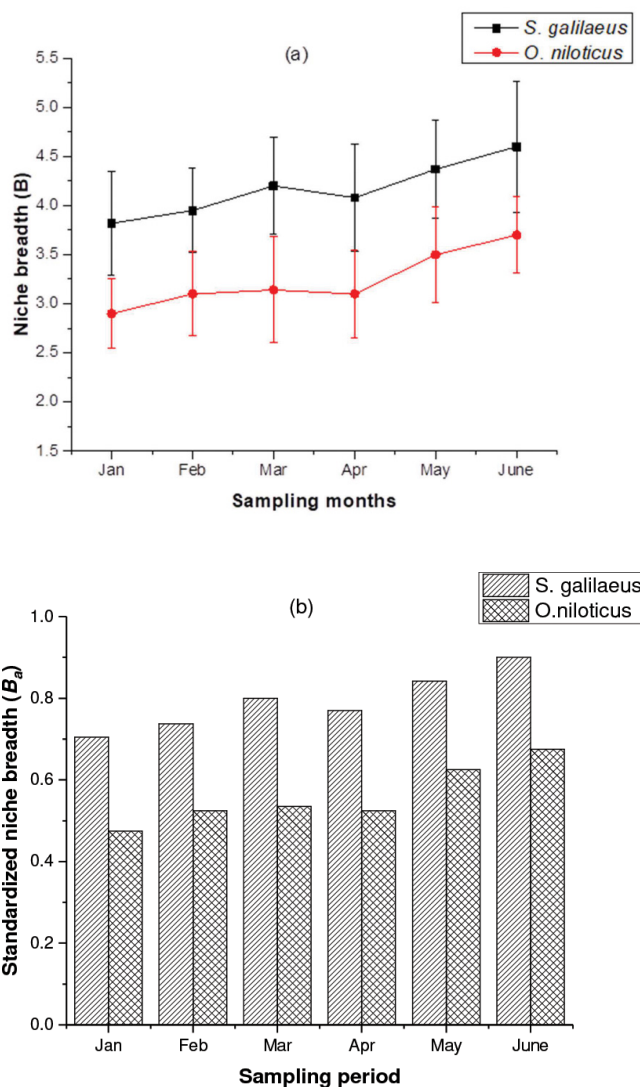 S. galilaeus
O. niloticus
(a)
5.5
5.0
4.5
4.0
3.5
3.0
2.5
2.0
1.5
Niche breadth (B)
Jan Feb Mar Apr May June
Sampling months
S. galilaeus
O.niloticus
(b)
1.0
0.8
0.6
0.4
0.2
0.0
Standardized niche breadth (Ba)
Jan Feb Mar Apr May June
Sampling period